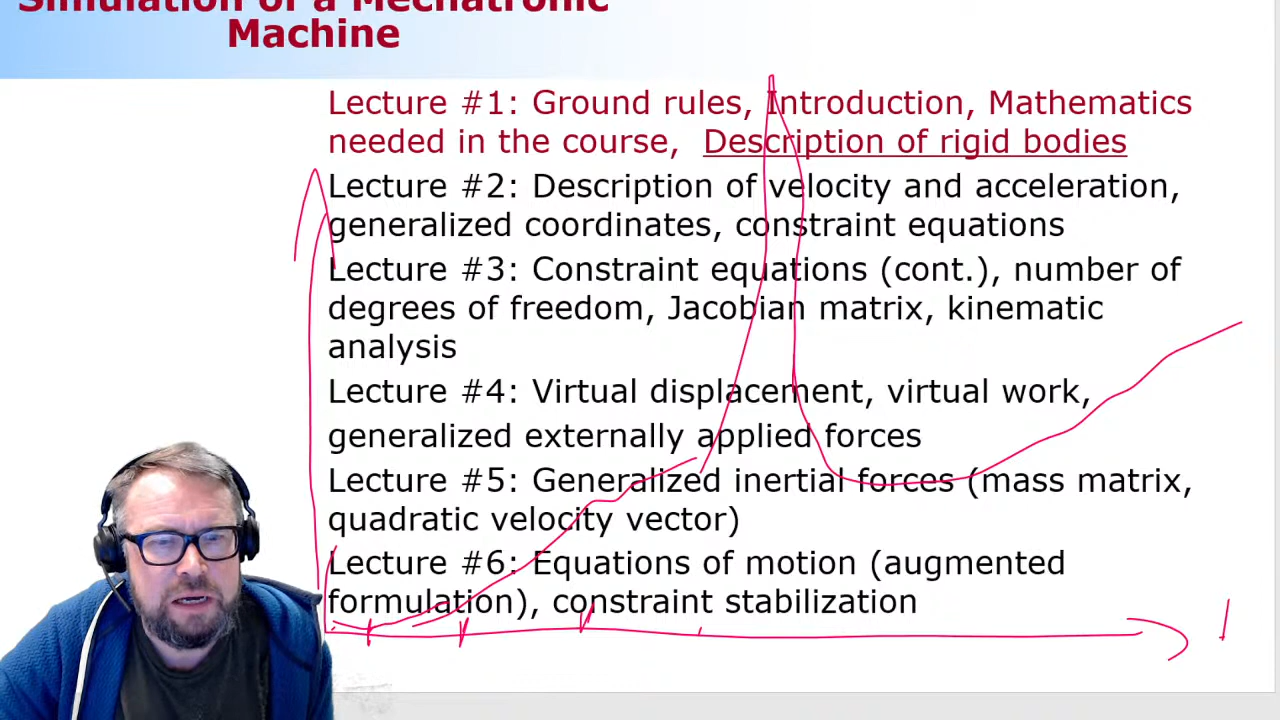 Simulation of a Mechatronic
Machine
Lecture #1: Ground rules, Introduction, Mathematics
needed in the course, Description of rigid bodies
Lecture #2: Description of velocity and acceleration,
generalized coordinates, constraint equations
Lecture #3: Constraint equations (cont.), number of
degrees of freedom, Jacobian matrix, kinematic
analysis
Lecture #4: Virtual displacement, virtual work,
generalized externally applied forces
Lecture #5: Generalized inertial forces (mass matrix,
quadratic velocity vector)
Lecture #6: Equations of motion (augmented
formulation), constraint stabilization